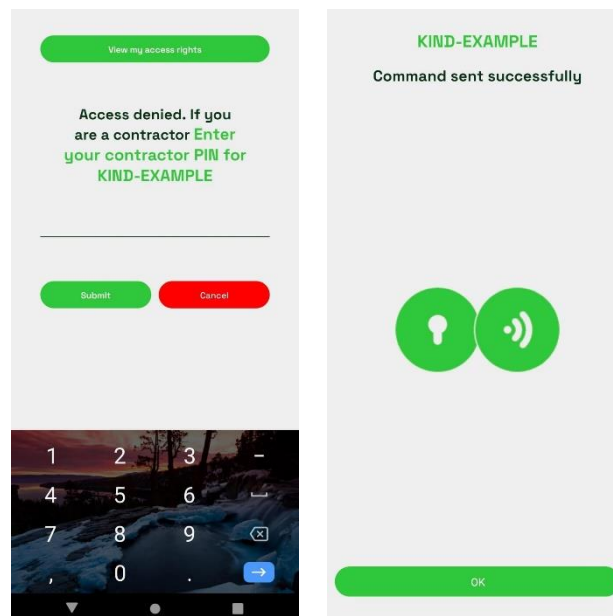 View my access rights
Access denied. If you
are a contractor Enter
your contractor PIN for
KIND-EXAMPLE
Submit
Cancel
1 2 3 -
4 5 6
7 8 9
, 0 .
KIND-EXAMPLE
Command sent successfully
OK